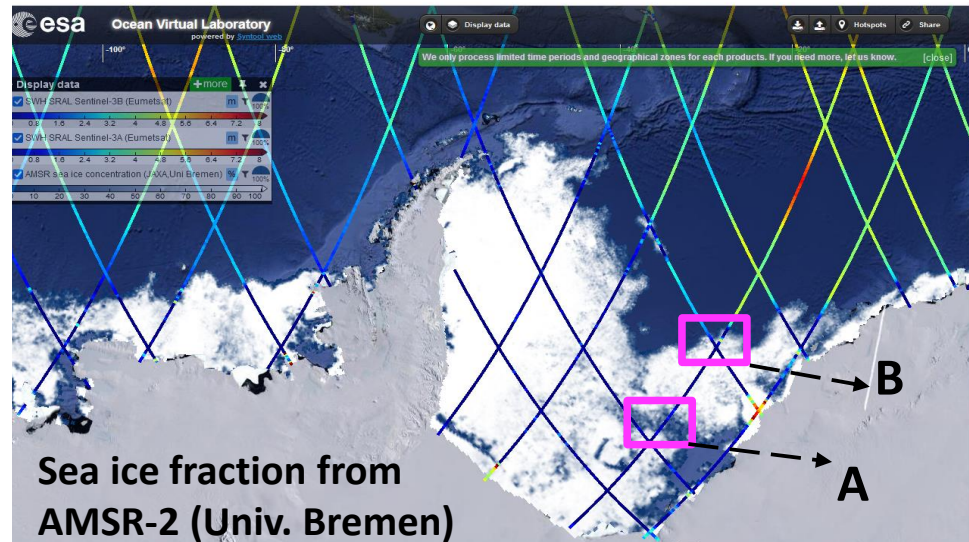 esa
Ocean Virtual Laboratory
powered by Syntool web
Display data
Hotspots
Share
-100°
-80°
-60°
We only process limited time periods and geographical zones for each products. If you need more, let us know.
[close]
Display data
+more
SWH SRAL Sentinel-3B (Eumetsat)
m
100%
0.8 1.6 2.4 3.2 4 4.8 5.6 6.4 7.2 8
SWH SRAL Sentinel-3A (Eumetsat)
m
100%
0.8 1.6 2.4 3.2 4 4.8 5.6 6.4 7.2 8
AMSR sea ice concentration (JAXA,Uni Bremen)
%
100%
10 20 30 40 50 60 70 80 90 100
B
A
Sea ice fraction from
AMSR-2 (Univ. Bremen)